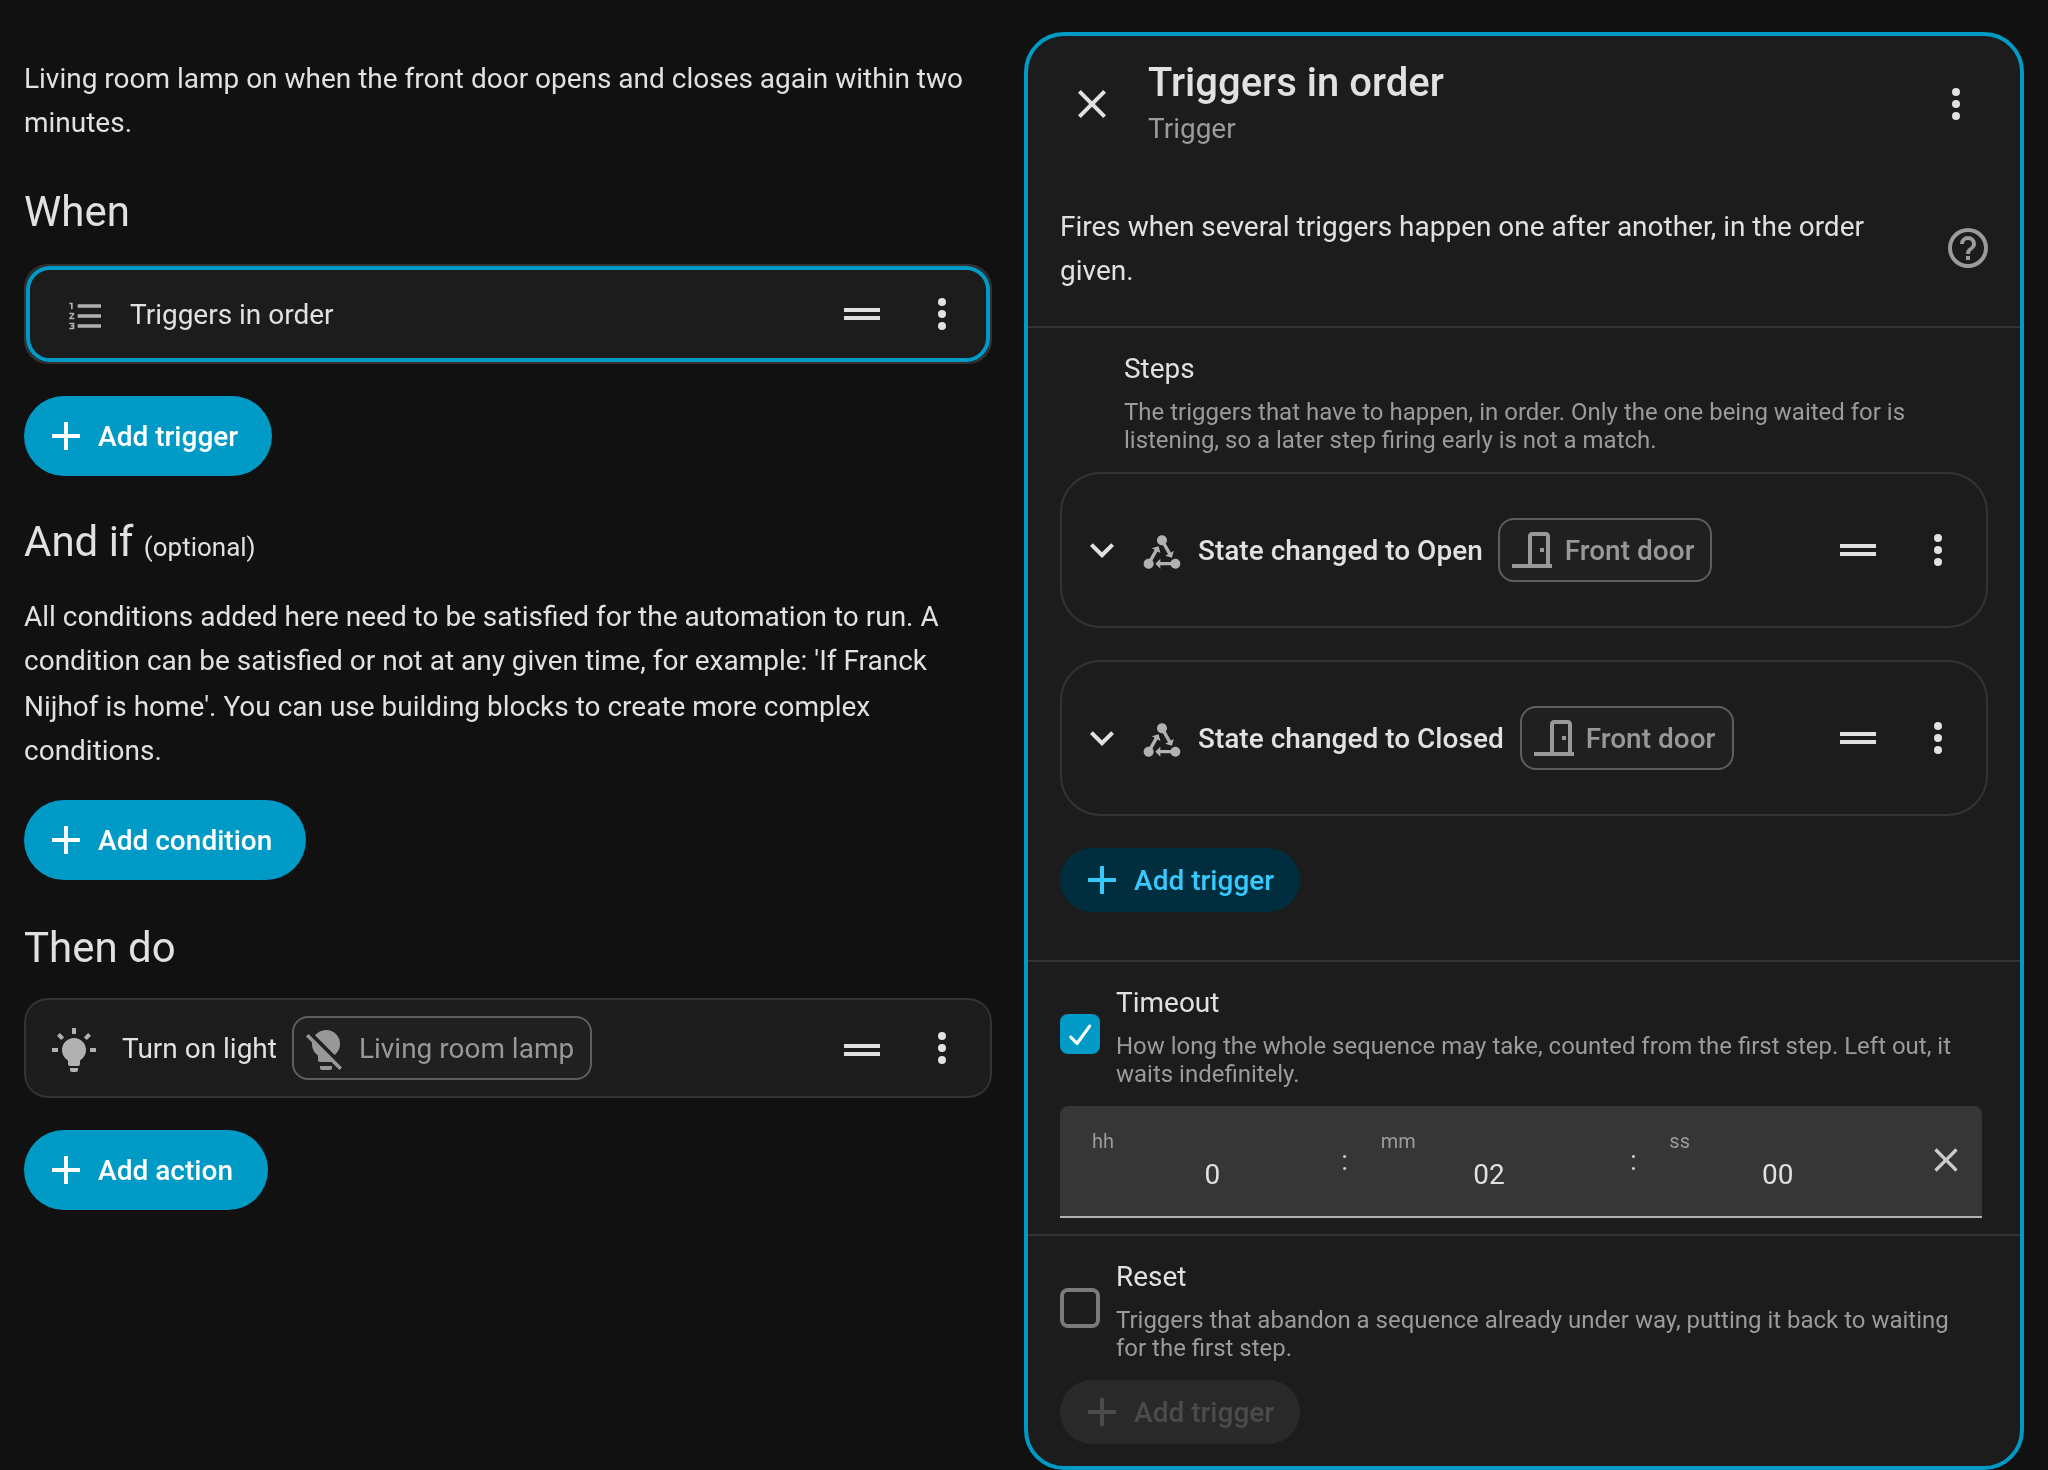 Living room lamp on when the front door opens and closes again within two
minutes.
When
Triggers in order
Add trigger
And if (optional)
All conditions added here need to be satisfied for the automation to run. A
condition can be satisfied or not at any given time, for example: 'If Franck
Nijhof is home'. You can use building blocks to create more complex
conditions.
Add condition
Then do
Turn on light Living room lamp
Add action
Triggers in order
Trigger
Fires when several triggers happen one after another, in the order
given.
Steps
The triggers that have to happen, in order. Only the one being waited for is
listening, so a later step firing early is not a match.
State changed to Open Front door
State changed to Closed Front door
Add trigger
Timeout
How long the whole sequence may take, counted from the first step. Left out, it
waits indefinitely.
hh mm ss
0 : 02 : 00
Reset
Triggers that abandon a sequence already under way, putting it back to waiting
for the first step.
Add trigger